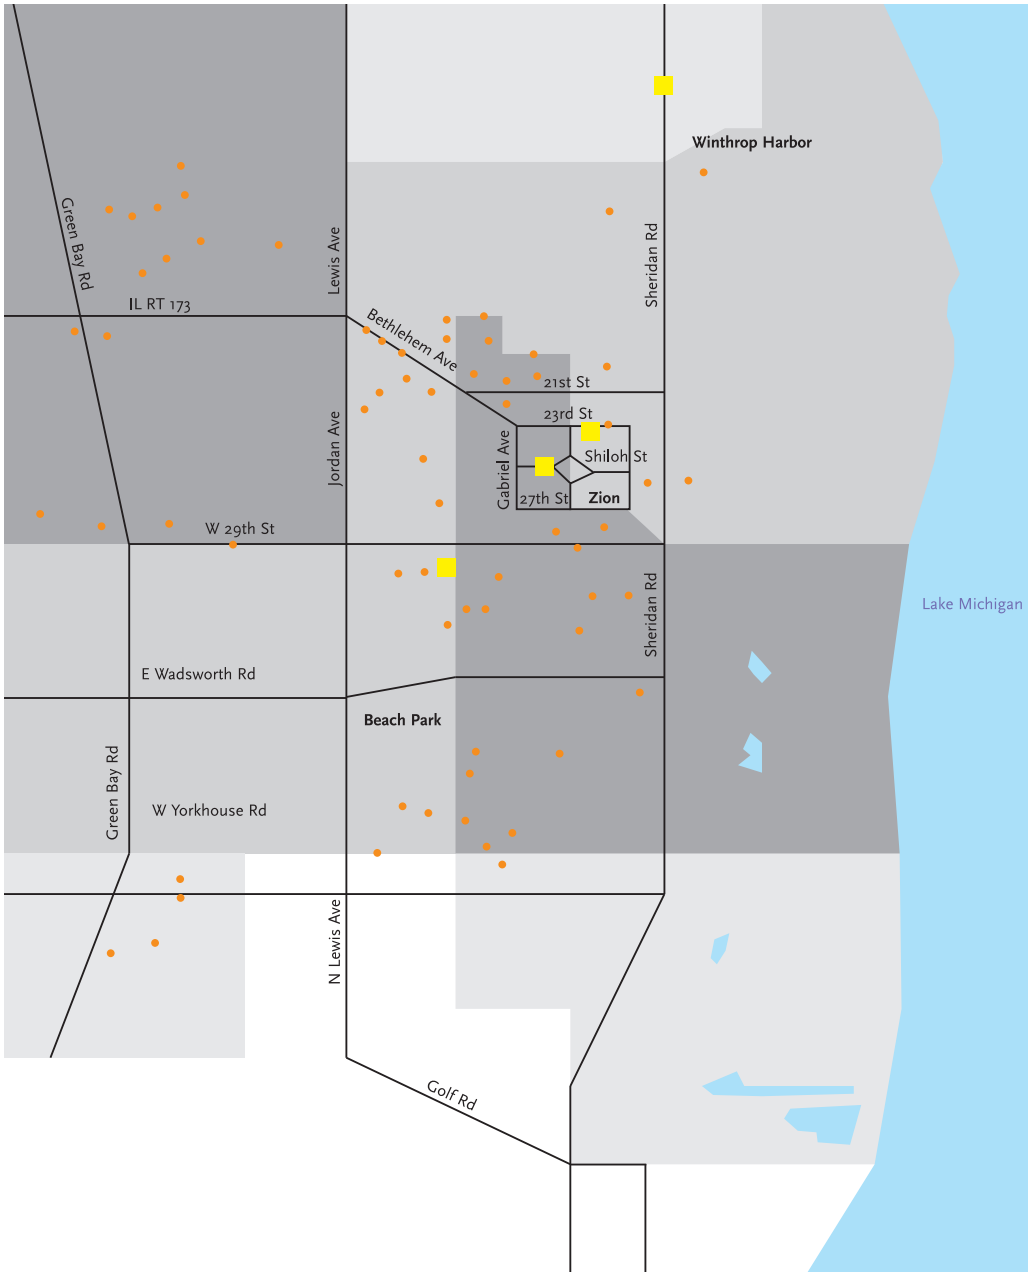 Winthrop Harbor
Green Bay Rd
Lewis Ave
Sheridan Rd
IL RT 173
Bethlehem Ave
21st St
23rd St
Jordan Ave
Gabriel Ave
Shiloh St
27th St
Zion
W 29th St
Sheridan Rd
Lake Michigan
E Wadsworth Rd
Beach Park
Green Bay Rd
W Yorkhouse Rd
N Lewis Ave
Golf Rd